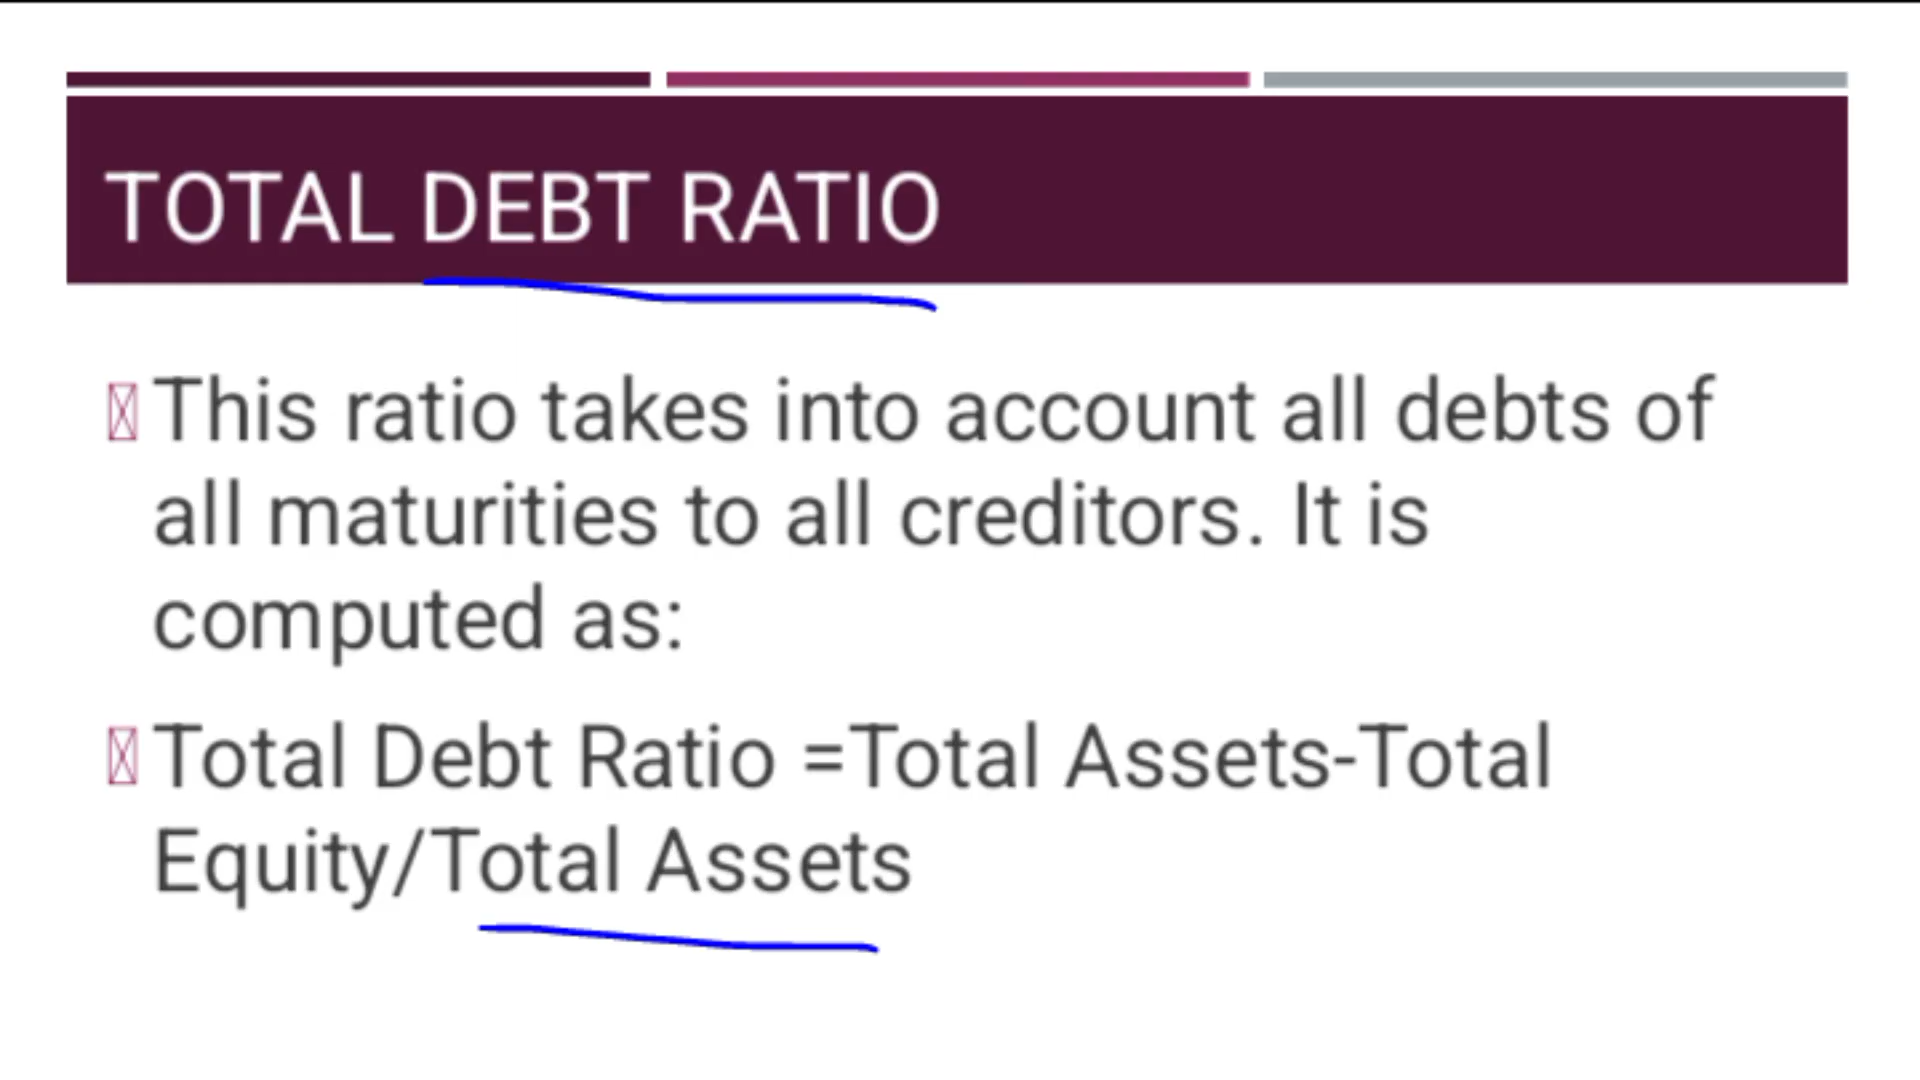 TOTAL DEBT RATIO
This ratio takes into account all debts of
all maturities to all creditors. It is
computed as:
Total Debt Ratio =Total Assets-Total
Equity/Total Assets